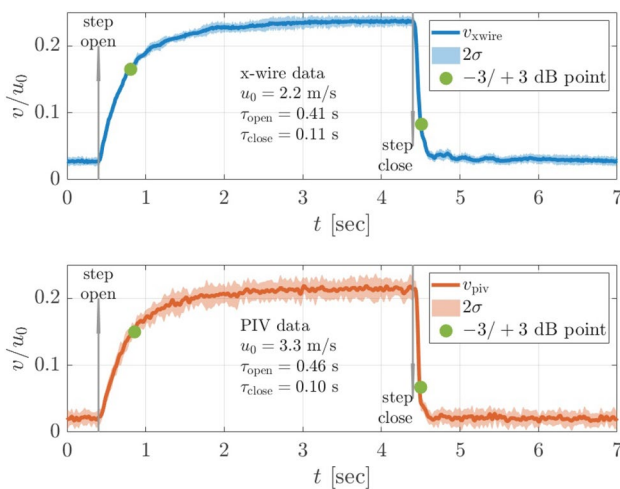 0.2
0.1
0
v/u₀
step
open
x-wire data
u₀ = 2.2 m/s
τopen = 0.41 s
τclose = 0.11 s
step
close
vxwire
2σ
−3/ + 3 dB point
0 1 2 3 4 5 6 7
t [sec]
0.2
0.1
0
v/u₀
step
open
PIV data
u₀ = 3.3 m/s
τopen = 0.46 s
τclose = 0.10 s
step
close
vpiv
2σ
−3/ + 3 dB point
0 1 2 3 4 5 6 7
t [sec]